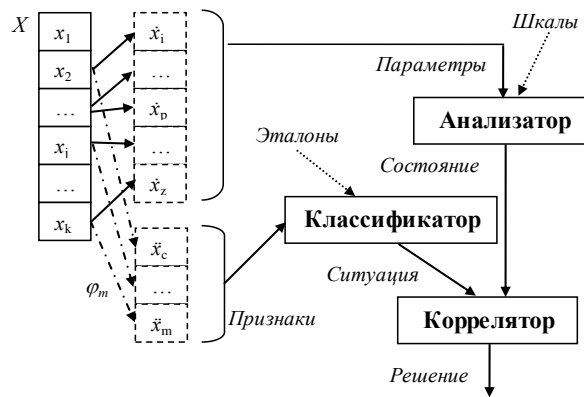 X
x1
x2
…
xj
…
xk
ẋi
…
ẋp
…
ẋz
ẍc
…
ẍm
φm
Признаки
Параметры
Шкалы
Анализатор
Эталоны
Состояние
Классификатор
Ситуация
Коррелятор
Решение